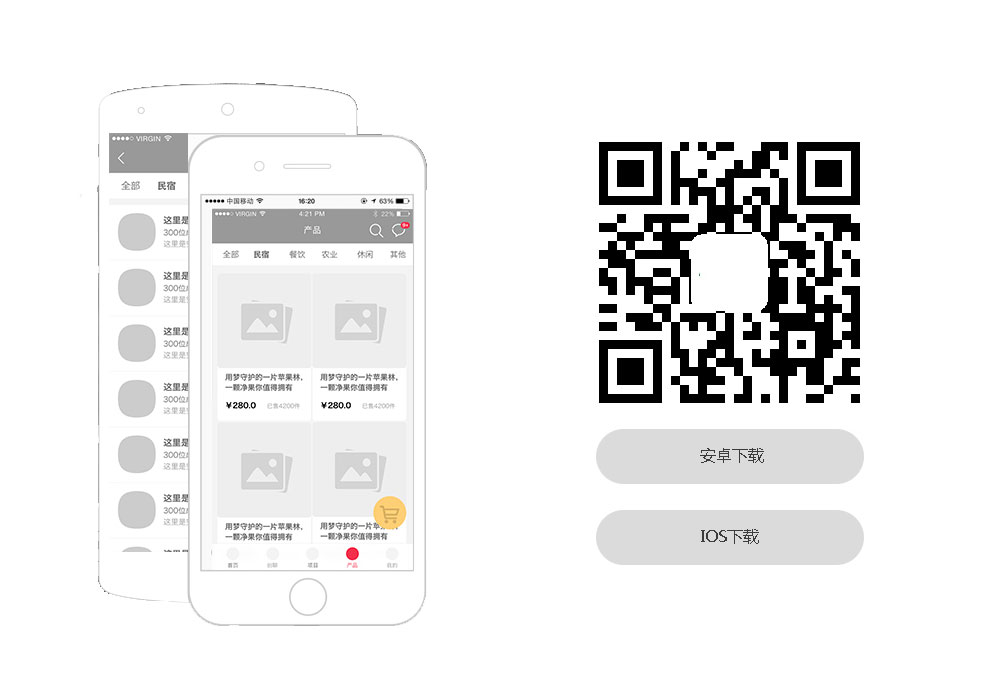 VIRGIN
全部 民宿
这里是
300位
这里是
这里是
300位
这里是
这里是
300位
这里是
这里是
300位
这里是
这里是
300位
这里是
这里是
300位
这里是
中国移动 16:20 63%
VIRGIN 4:21 PM 22%
产品
全部 民宿 餐饮 农业 休闲 其他
用梦守护的一片苹果林，
一颗净果你值得拥有
¥280.0 已售4200件
用梦守护的一片苹果林，
一颗净果你值得拥有
¥280.0 已售4200件
用梦守护的一片苹果林，
一颗净果你值得拥有
用梦守护的一片苹果林，
一颗净果你值得拥有
首页 项目 产品 我的
安卓下载
IOS下载